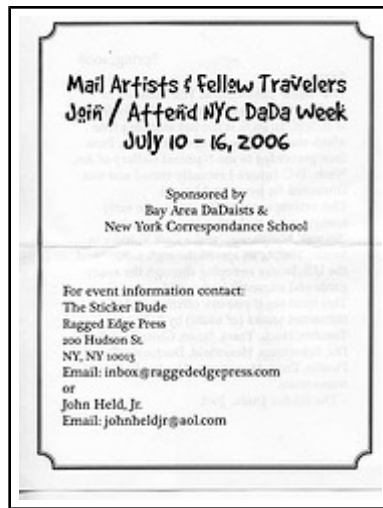 Mail Artists & Fellow Travelers
Join / Attend NYC DaDa Week
July 10 - 16, 2006
Sponsored by
Bay Area DaDaists &
New York Correspondance School
For event information contact:
The Sticker Dude
Ragged Edge Press
200 Hudson St.
NY, NY 10013
Email: inbox@raggededgepress.com
or
John Held, Jr.
Email: johnheldjr@aol.com